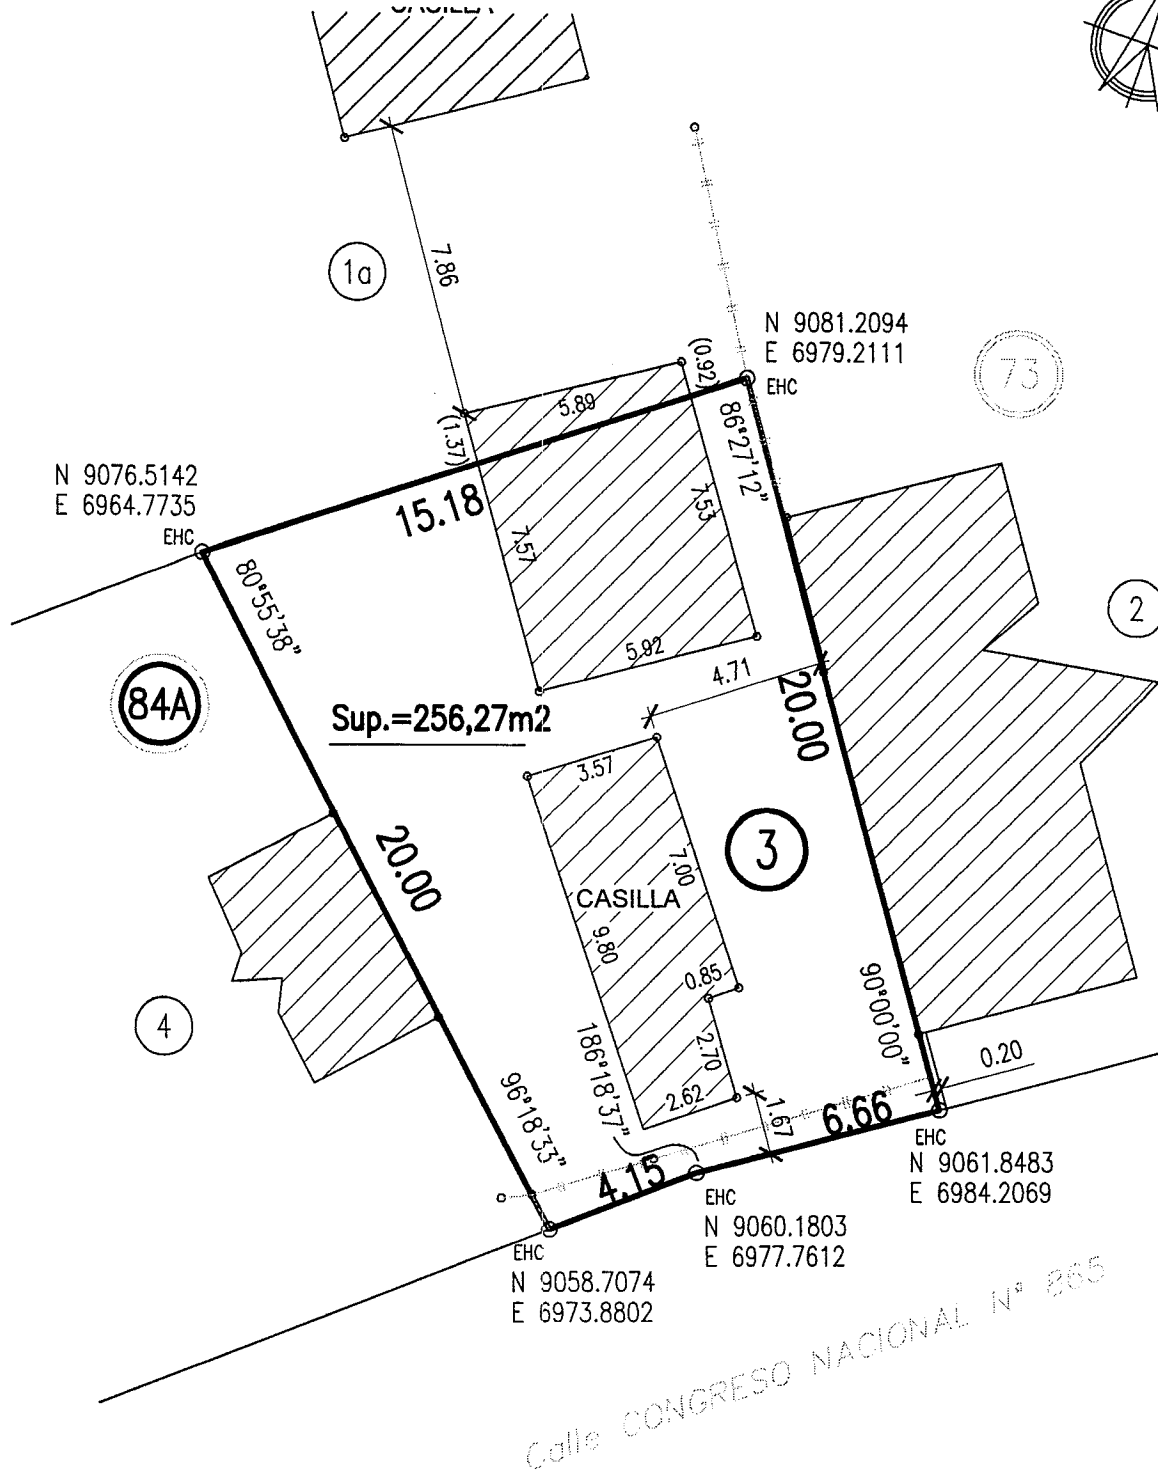 1a
7.86
N 9081.2094
E 6979.2111
EHC
73
(0.92)
5.89
(1.37)
86°27'12"
N 9076.5142
E 6964.7735
EHC
15.18
7.53
7.57
80°55'38"
2
5.92
4.71
84A
Sup.=256,27m2
20.00
3.57
3
20.00
7.00
CASILLA
9.80
0.85
90°00'00"
4
186°18'37"
2.70
0.20
96°18'33"
2.62
1.67
6.66
4.15
EHC
N 9061.8483
E 6984.2069
EHC
N 9060.1803
E 6977.7612
EHC
N 9058.7074
E 6973.8802
Calle CONGRESO NACIONAL N° 865